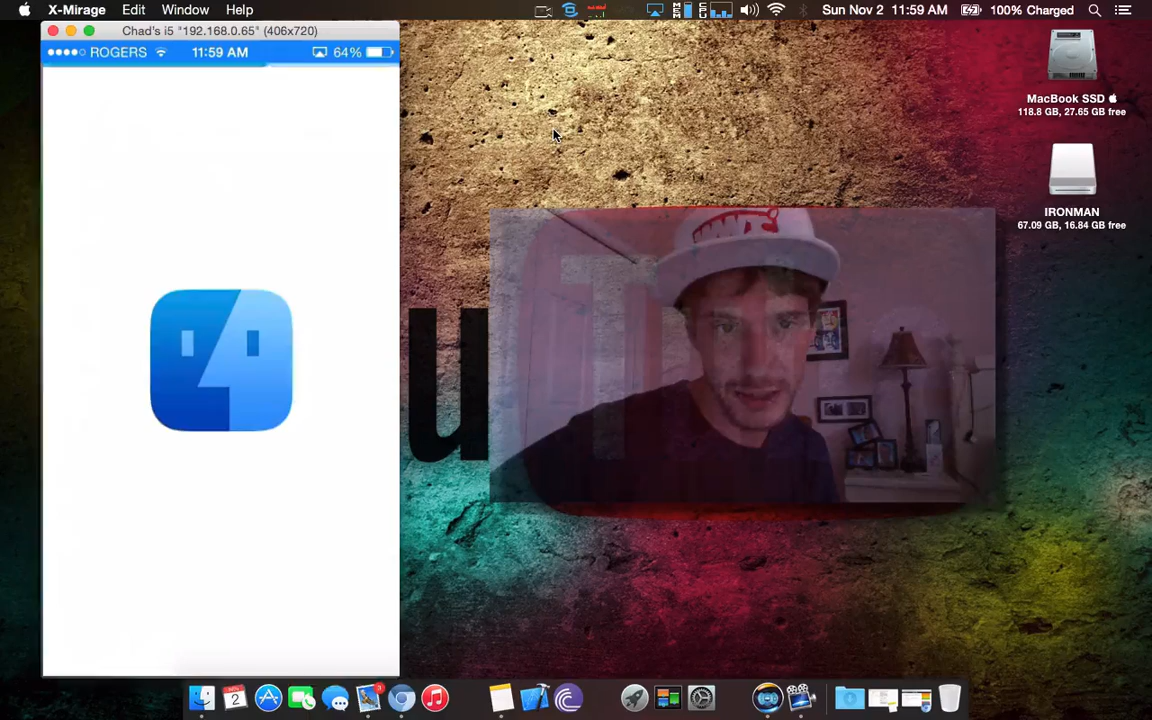 X-Mirage Edit Window Help
Sun Nov 2 11:59 AM 100% Charged
Chad's i5 "192.168.0.65" (406x720)
ROGERS 11:59 AM 64%
MacBook SSD
118.8 GB, 27.65 GB free
IRONMAN
67.09 GB, 16.84 GB free
u
2
3